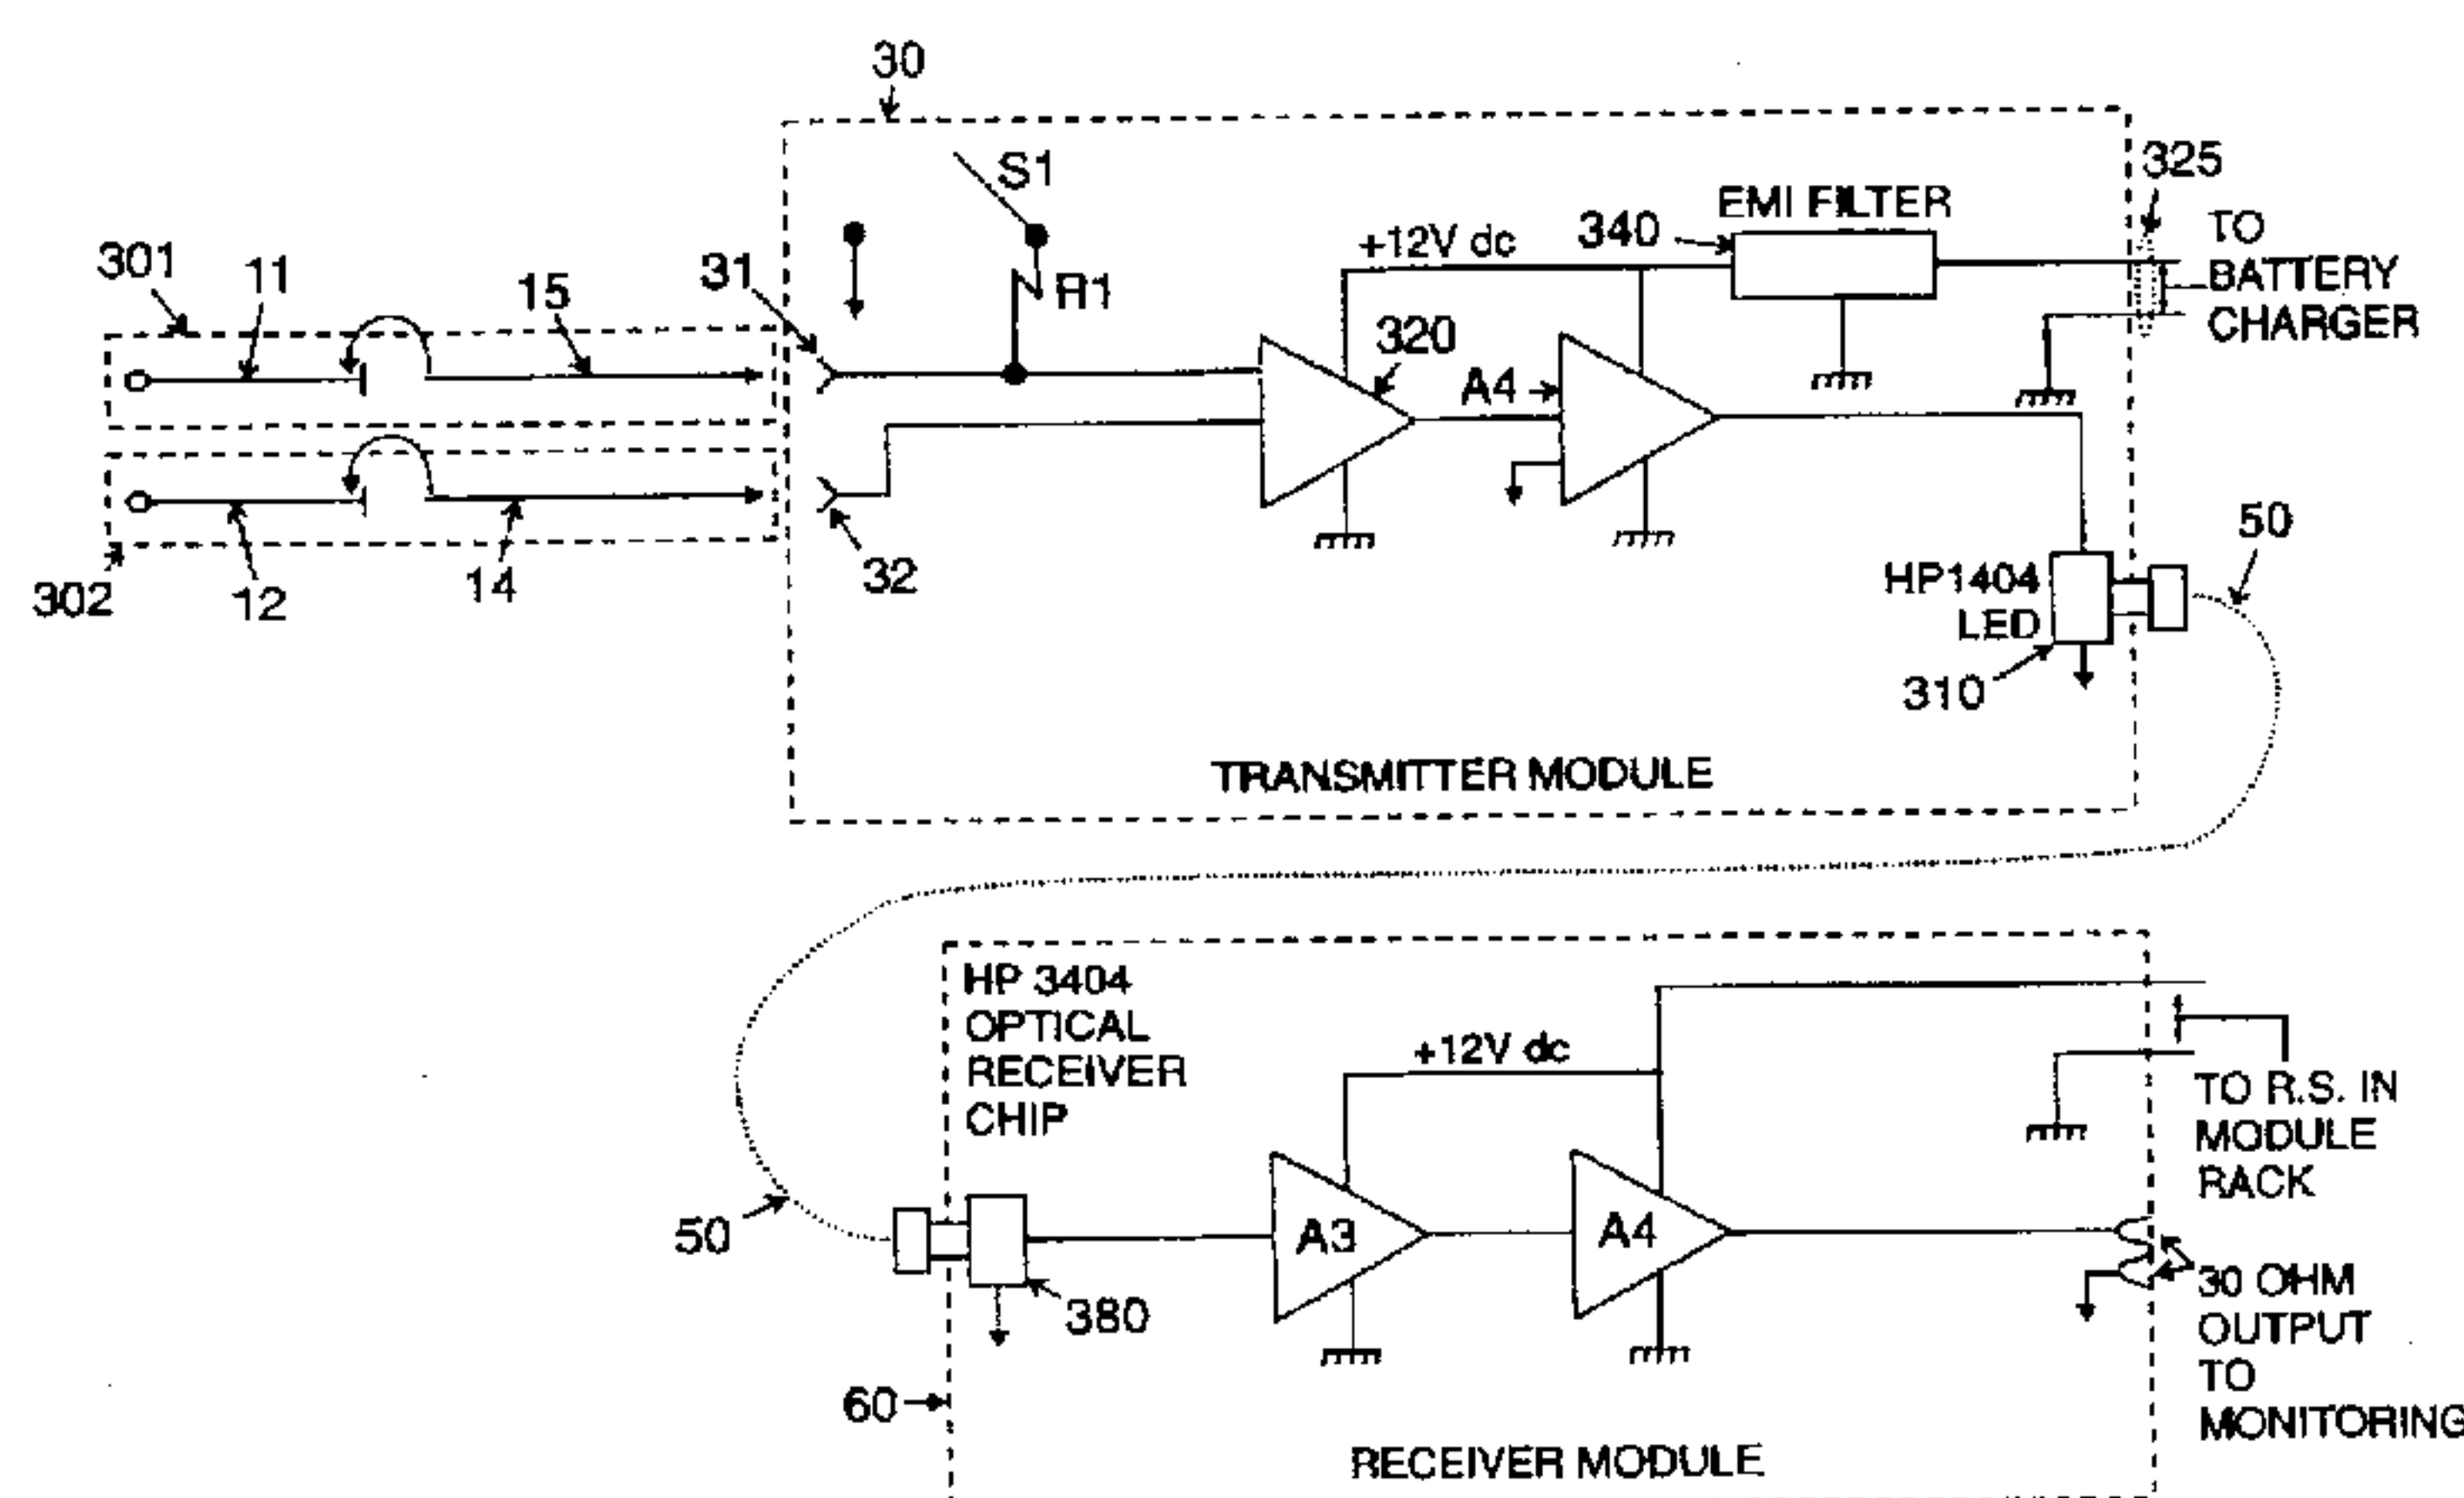 30
S1
325
EMI FILTER
TO
BATTERY
CHARGER
+12V dc
340
301
11
15
31
R1
320
A4
302
12
14
32
50
HP1404
LED
310
TRANSMITTER MODULE
HP 3404
OPTICAL
RECEIVER
CHIP
+12V dc
TO R.S. IN
MODULE
RACK
50
A3
A4
380
30 OHM
OUTPUT
TO
MONITORING
60
RECEIVER MODULE